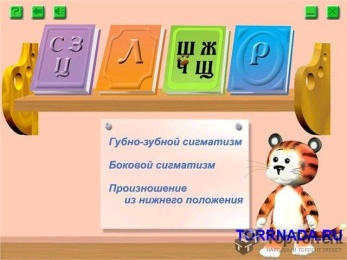 С З
Ц
Л
Ш Ж
Ч Щ
Р
Губно-зубной сигматизм
Боковой сигматизм
Произношение
из нижнего положения
TORRNADA.RU